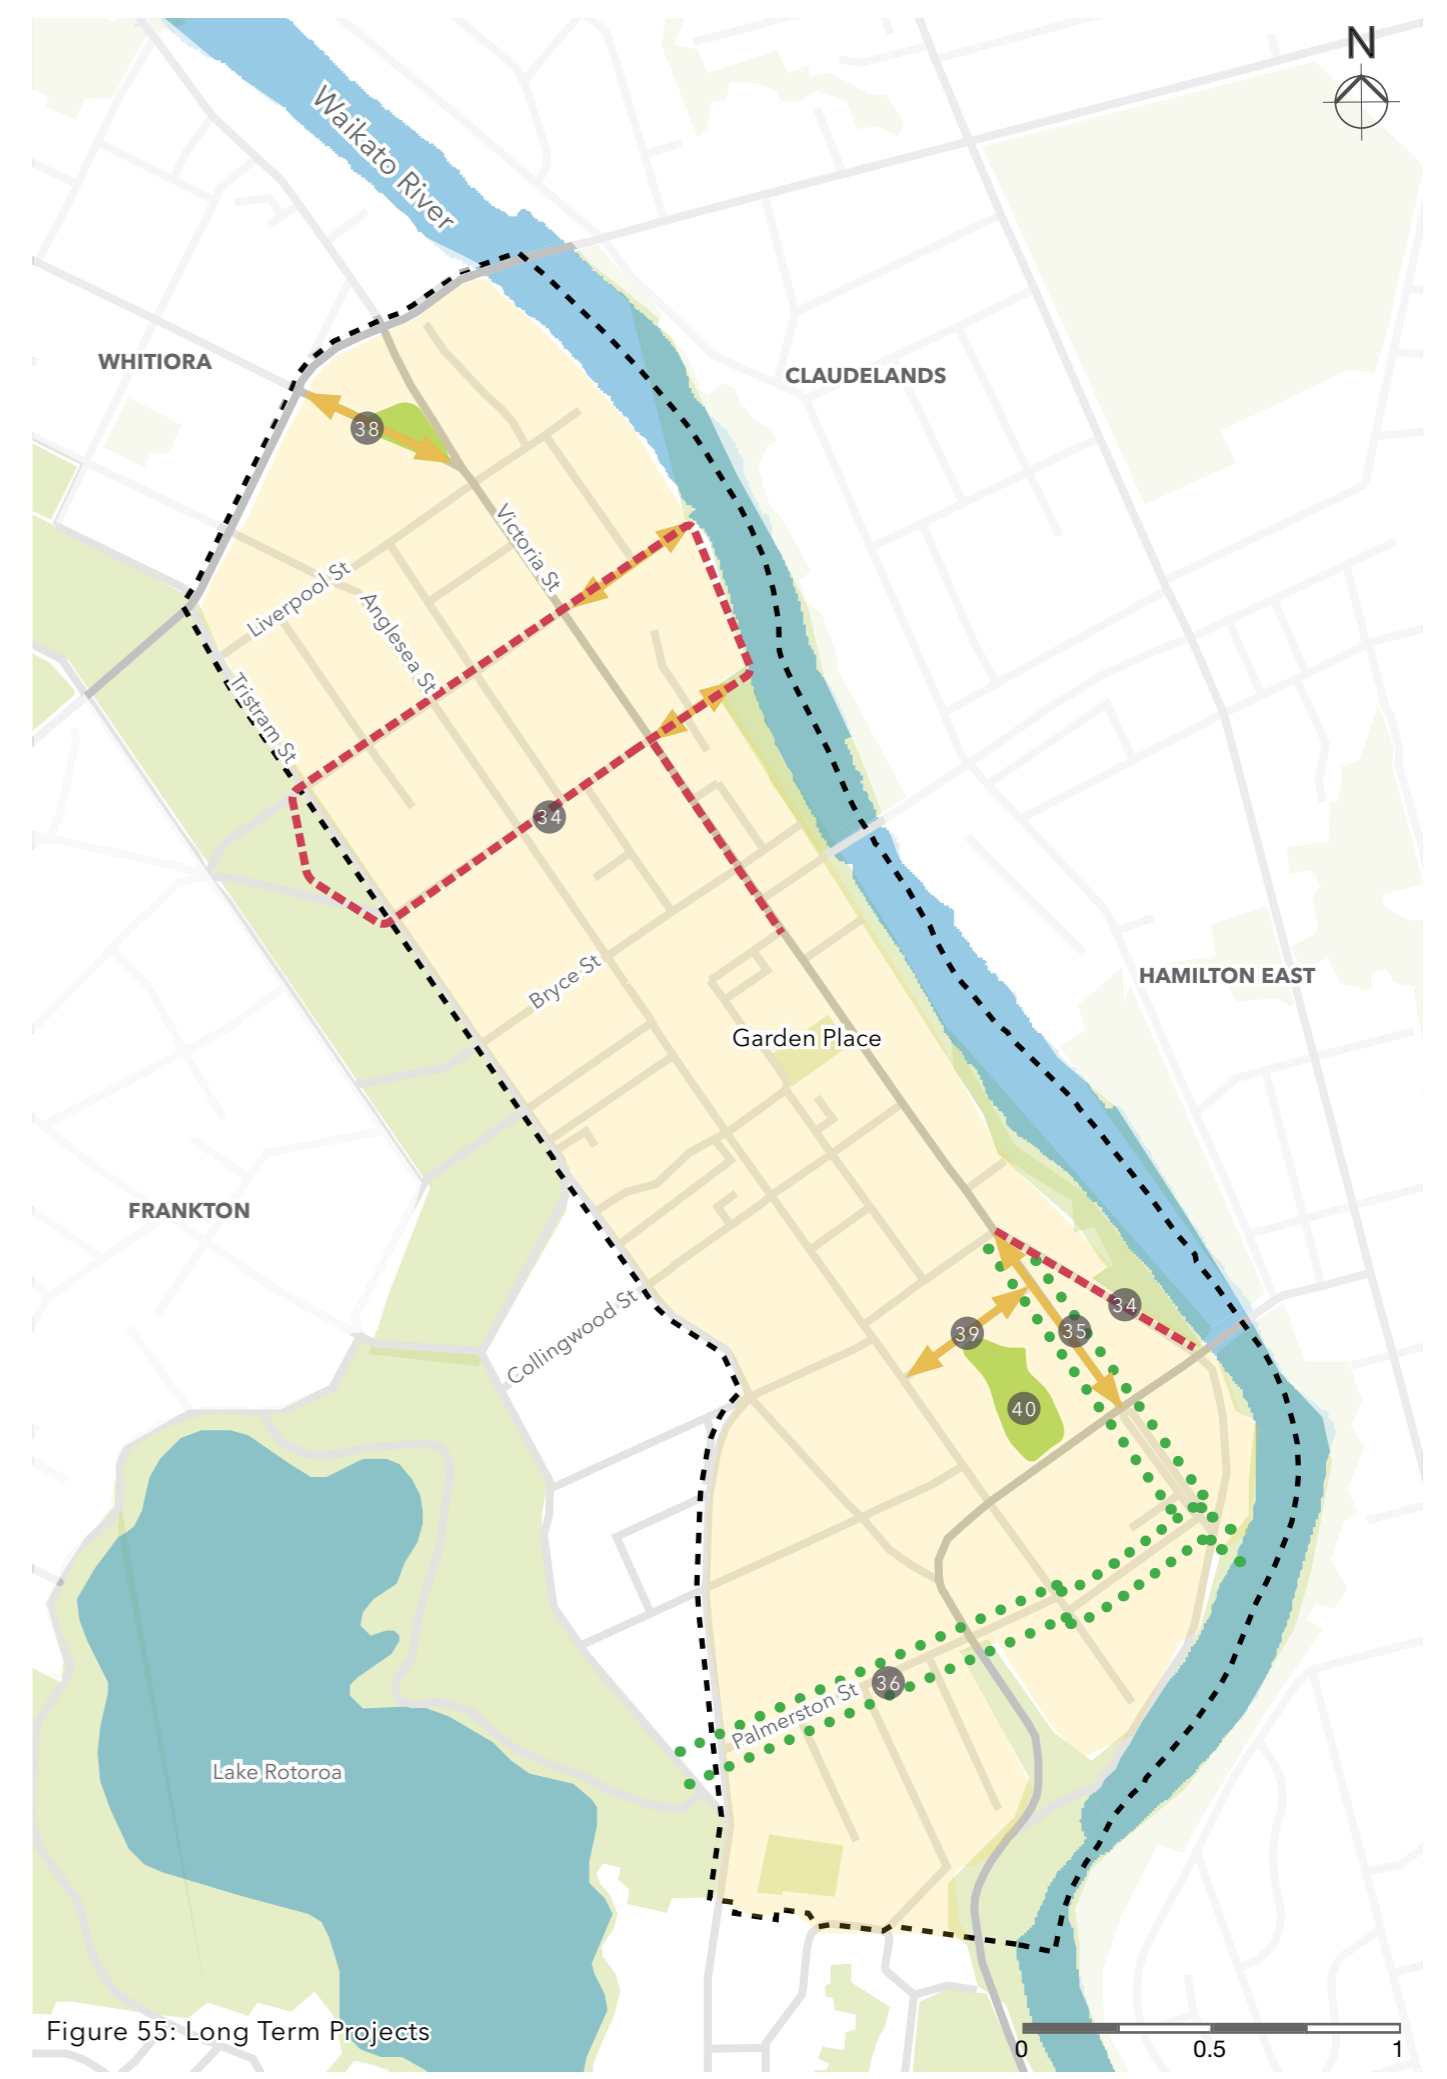 N
Waikato River
WHITIORA
CLAUDELANDS
38
Victoria St
Liverpool St
Anglesea St
Tristram St
34
Bryce St
HAMILTON EAST
Garden Place
FRANKTON
Collingwood St
34
35
39
40
36
Palmerston St
Lake Rotoroa
Figure 55: Long Term Projects
0 0.5 1